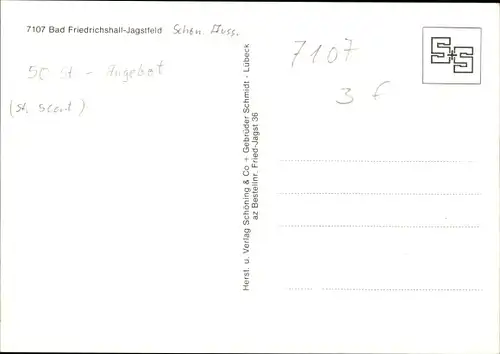 7107 Bad Friedrichshall-Jagstfeld
7107
S+S
50 St - Angebot
3 f
Herst. u. Verlag Schöning & Co + Gebrüder Schmidt - Lübeck
az Bestellnr. Fried-Jagst 36